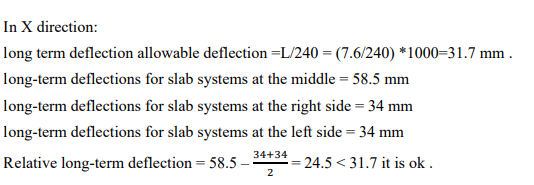 In X direction:
long term deflection allowable deflection =L/240 = (7.6/240) *1000=31.7 mm .
long-term deflections for slab systems at the middle = 58.5 mm
long-term deflections for slab systems at the right side = 34 mm
long-term deflections for slab systems at the left side = 34 mm
Relative long-term deflection = 58.5 − \frac{34+34}{2} = 24.5 < 31.7 it is ok .